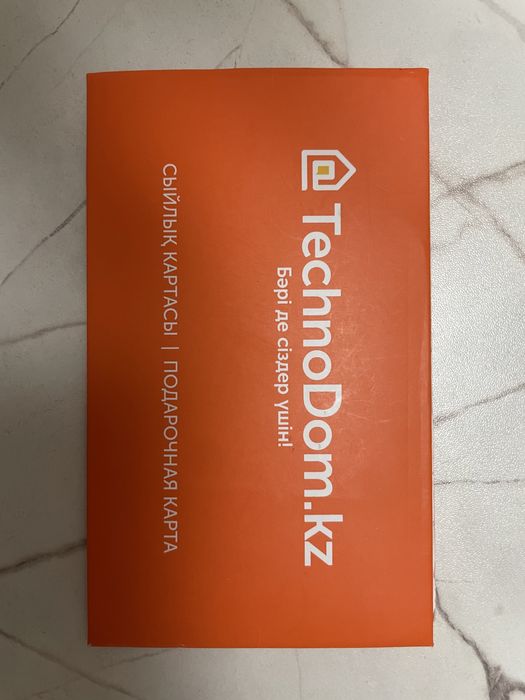 TechnoDom.kz
Бәрі де сіздер үшін!
СЫЙЛЫҚ КАРТАСЫ | ПОДАРОЧНАЯ КАРТА